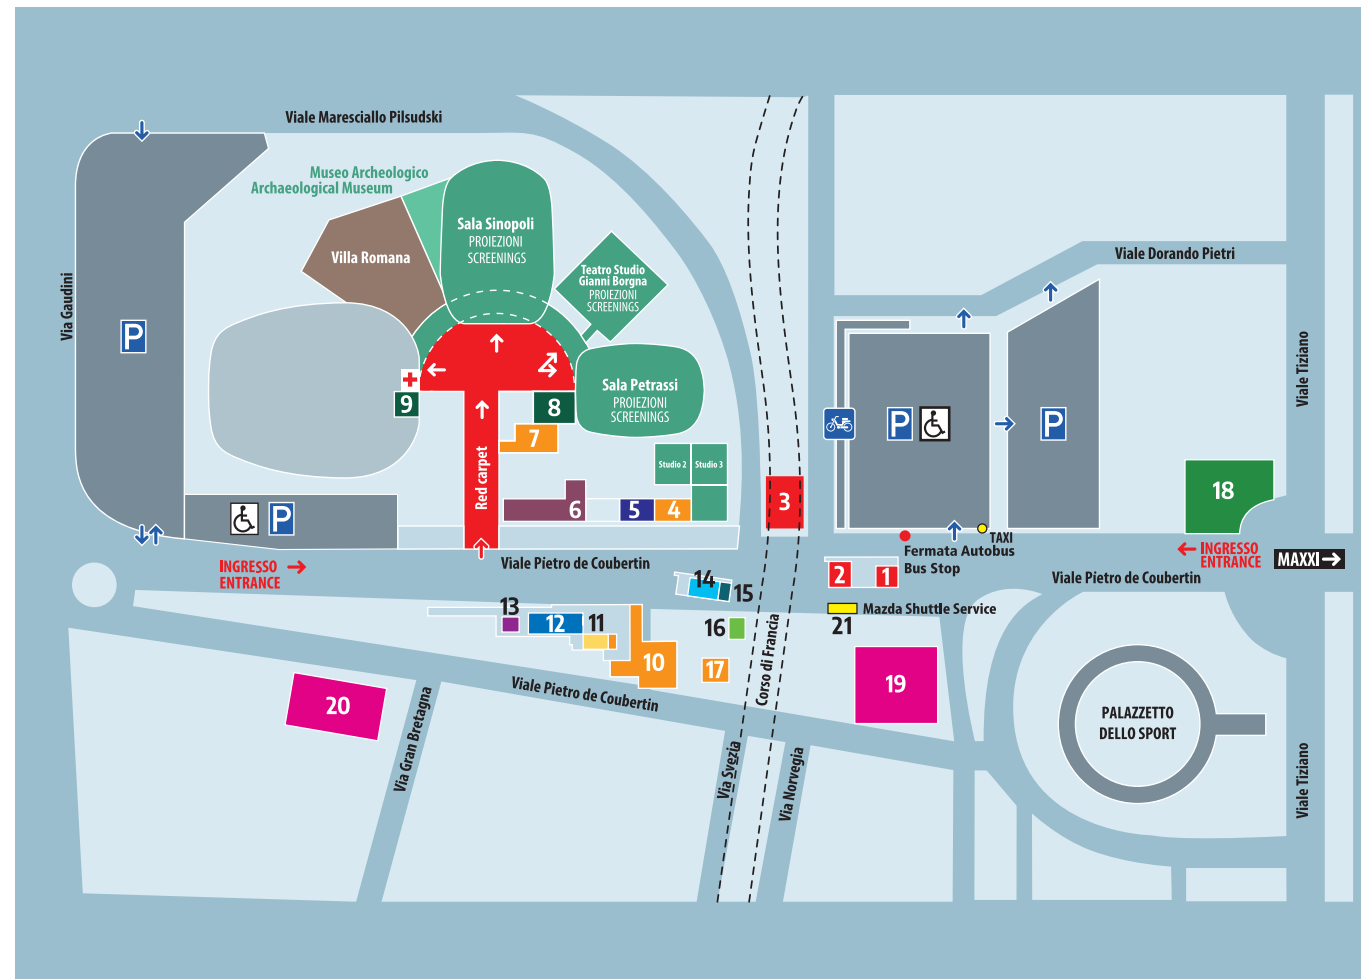 Viale Maresciallo Pilsudski
Museo Archeologico
Archaeological Museum
Sala Sinopoli
PROIEZIONI
SCREENINGS
Villa Romana
Teatro Studio
Gianni Borgna
PROIEZIONI
SCREENINGS
Viale Dorando Pietri
Via Gaudini
P
Viale Tiziano
Sala Petrassi
PROIEZIONI
SCREENINGS
9
8
7
P
P
Red carpet
Studio 2
Studio 3
6
5
4
3
18
P
TAXI
Fermata Autobus
Bus Stop
INGRESSO
ENTRANCE
MAXXI
INGRESSO
ENTRANCE
Viale Pietro de Coubertin
2
1
Viale Pietro de Coubertin
14
15
13
12
11
16
Mazda Shuttle Service
21
10
17
Corso di Francia
19
20
Viale Pietro de Coubertin
Via Gran Bretagna
PALAZZETTO
DELLO SPORT
Via Svezia
Via Norvegia
Viale Tiziano